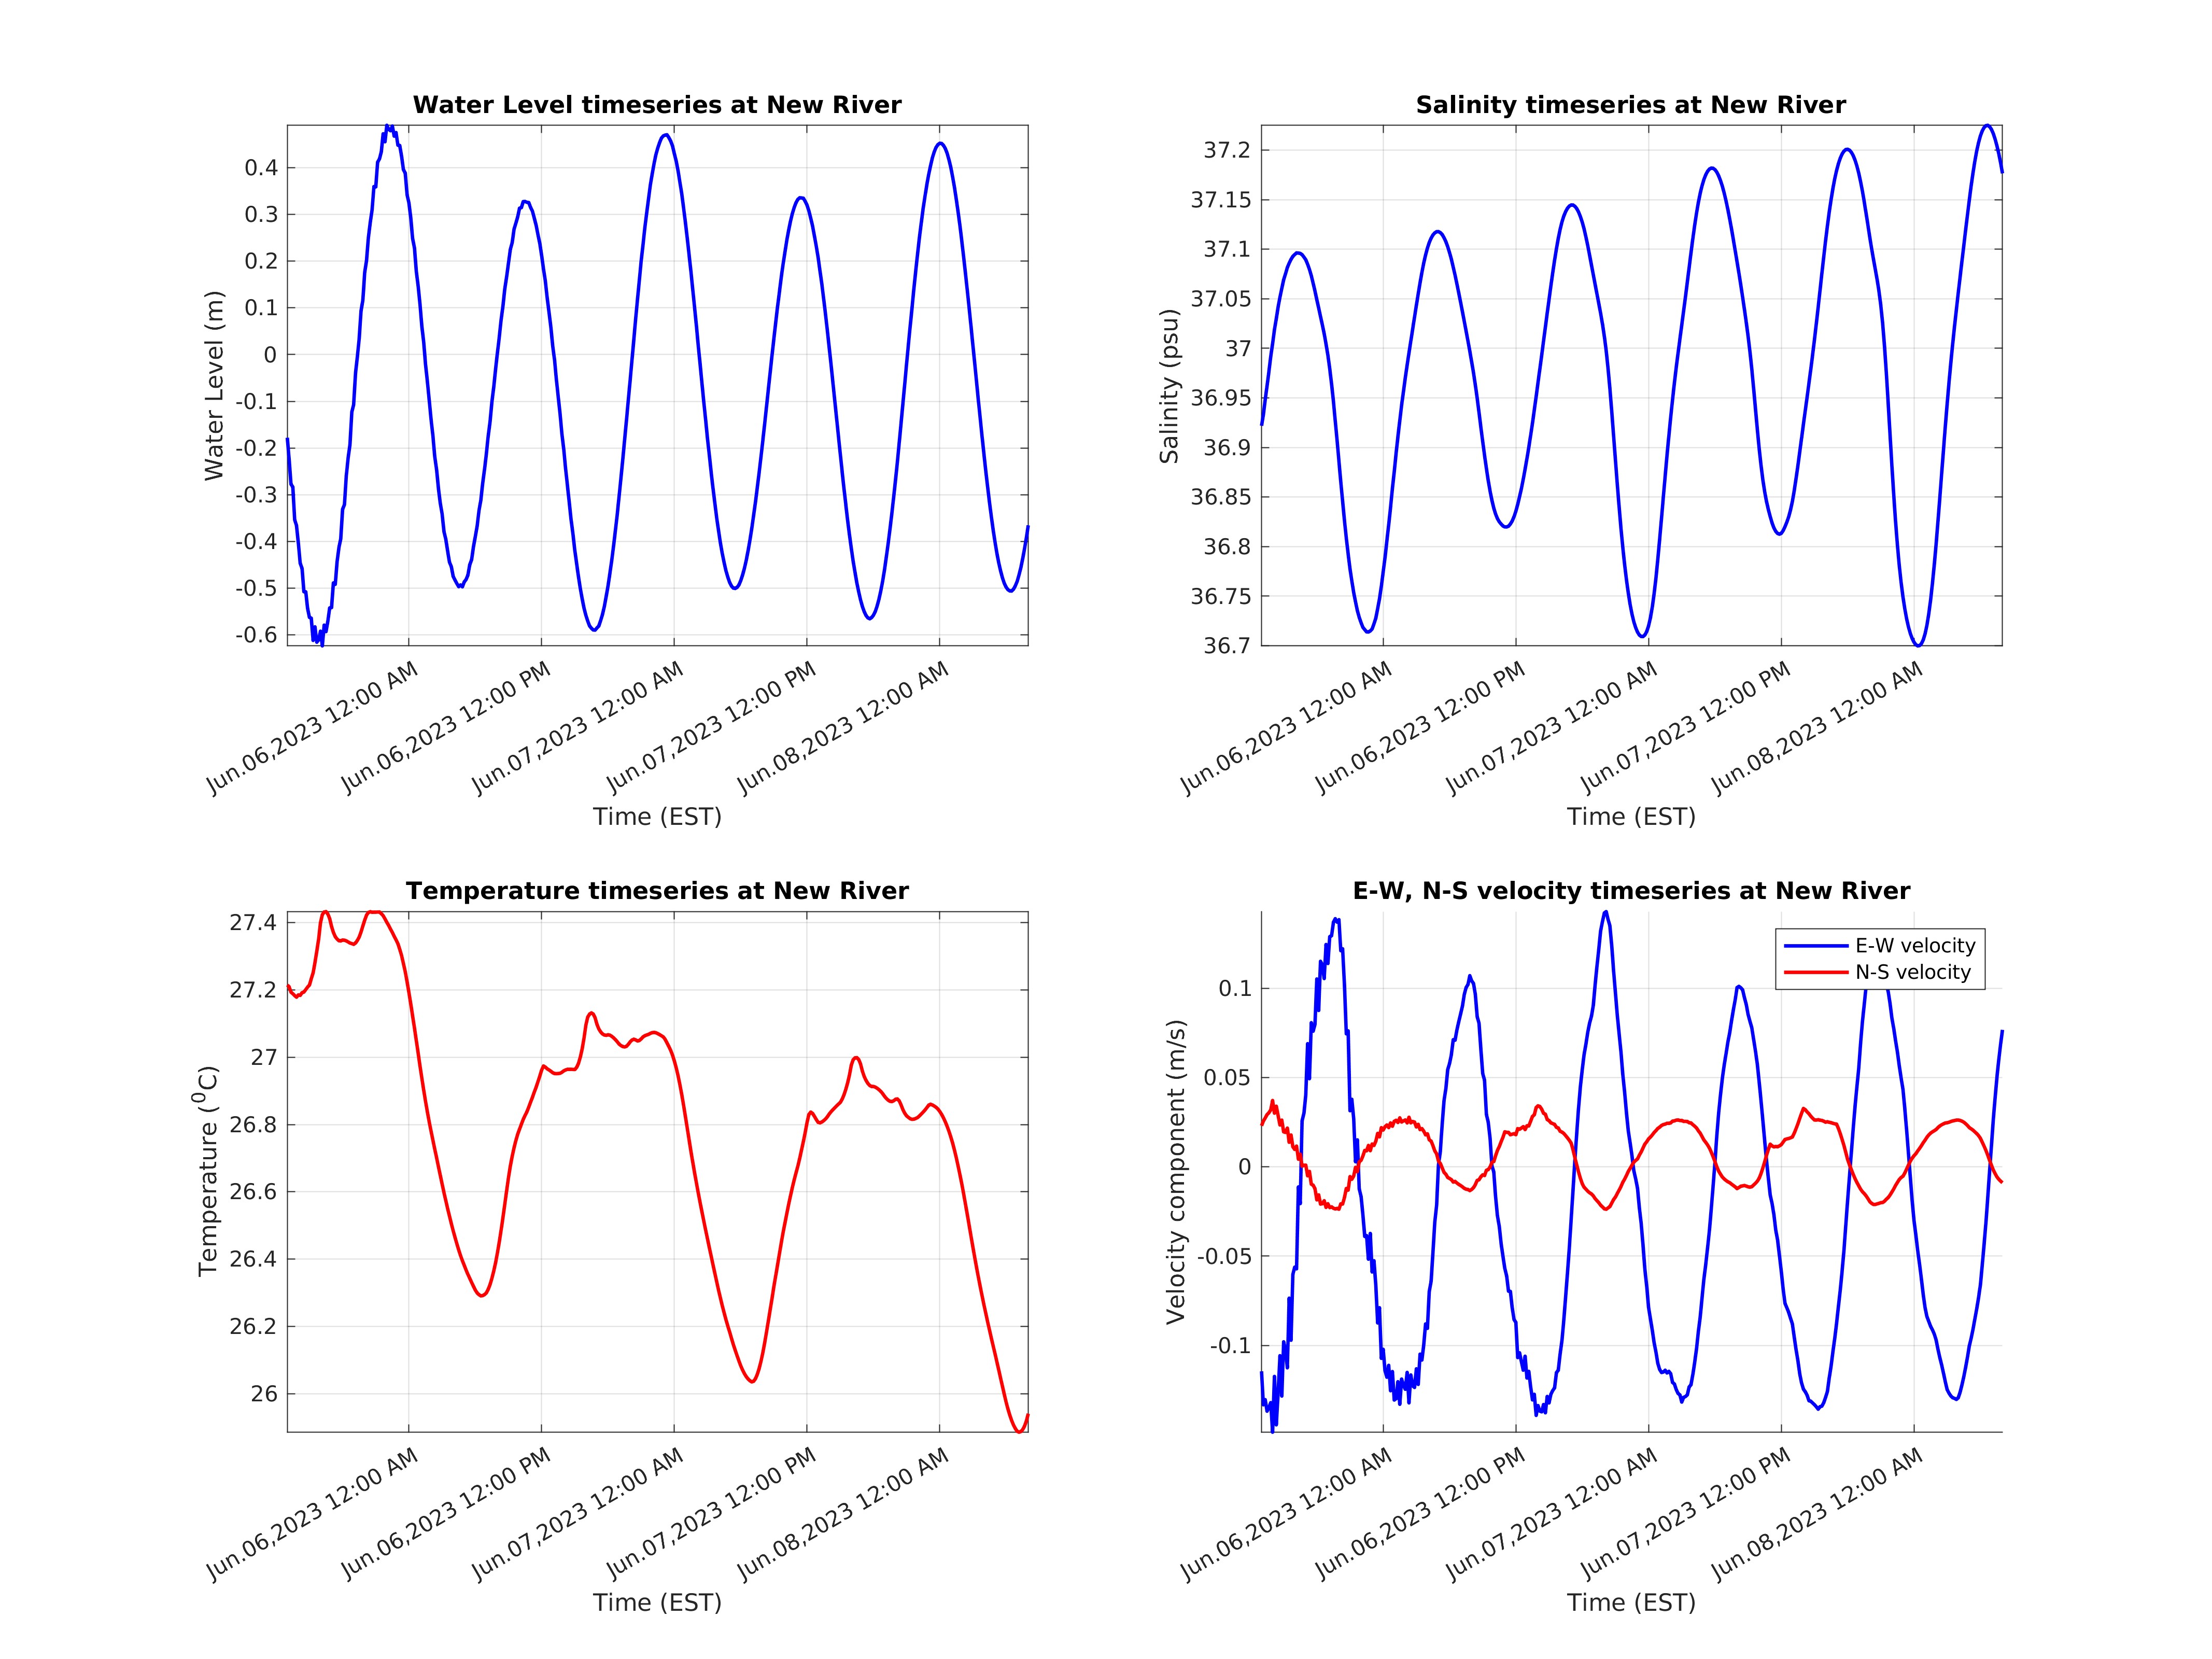 Water Level timeseries at New River
Water Level (m)
0.4
0.3
0.2
0.1
0
-0.1
-0.2
-0.3
-0.4
-0.5
-0.6
Jun.06,2023 12:00 AM
Jun.06,2023 12:00 PM
Jun.07,2023 12:00 AM
Jun.07,2023 12:00 PM
Jun.08,2023 12:00 AM
Time (EST)
Salinity timeseries at New River
Salinity (psu)
37.2
37.15
37.1
37.05
37
36.95
36.9
36.85
36.8
36.75
36.7
Jun.06,2023 12:00 AM
Jun.06,2023 12:00 PM
Jun.07,2023 12:00 AM
Jun.07,2023 12:00 PM
Jun.08,2023 12:00 AM
Time (EST)
Temperature timeseries at New River
Temperature (⁰C)
27.4
27.2
27
26.8
26.6
26.4
26.2
26
Jun.06,2023 12:00 AM
Jun.06,2023 12:00 PM
Jun.07,2023 12:00 AM
Jun.07,2023 12:00 PM
Jun.08,2023 12:00 AM
Time (EST)
E-W, N-S velocity timeseries at New River
Velocity component (m/s)
0.1
0.05
0
-0.05
-0.1
E-W velocity
N-S velocity
Jun.06,2023 12:00 AM
Jun.06,2023 12:00 PM
Jun.07,2023 12:00 AM
Jun.07,2023 12:00 PM
Jun.08,2023 12:00 AM
Time (EST)